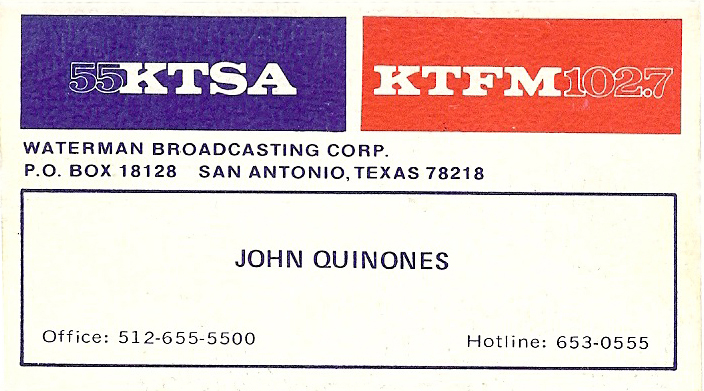 55KTSA KTFM102.7
WATERMAN BROADCASTING CORP.
P.O. BOX 18128 SAN ANTONIO, TEXAS 78218
JOHN QUINONES
Office: 512-655-5500 Hotline: 653-0555